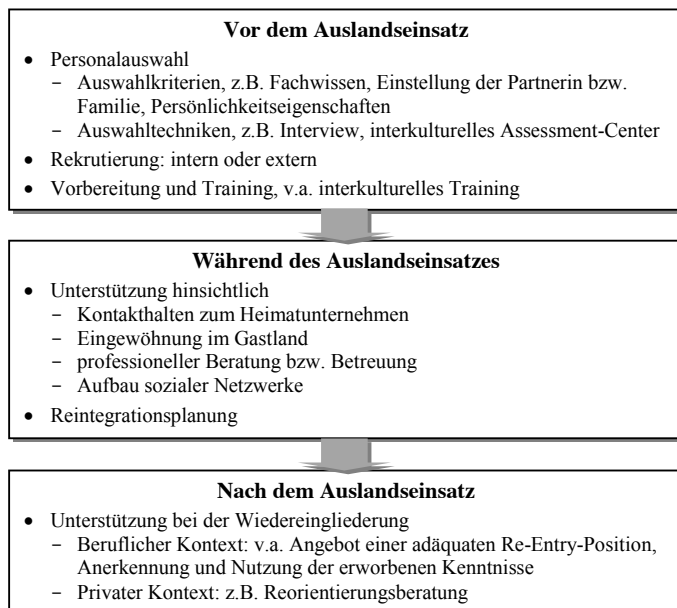 Vor dem Auslandseinsatz
• Personalauswahl
– Auswahlkriterien, z.B. Fachwissen, Einstellung der Partnerin bzw.
Familie, Persönlichkeitseigenschaften
– Auswahltechniken, z.B. Interview, interkulturelles Assessment-Center
• Rekrutierung: intern oder extern
• Vorbereitung und Training, v.a. interkulturelles Training
Während des Auslandseinsatzes
• Unterstützung hinsichtlich
– Kontakthalten zum Heimatunternehmen
– Eingewöhnung im Gastland
– professioneller Beratung bzw. Betreuung
– Aufbau sozialer Netzwerke
• Reintegrationsplanung
Nach dem Auslandseinsatz
• Unterstützung bei der Wiedereingliederung
– Beruflicher Kontext: v.a. Angebot einer adäquaten Re-Entry-Position,
Anerkennung und Nutzung der erworbenen Kenntnisse
– Privater Kontext: z.B. Reorientierungsberatung